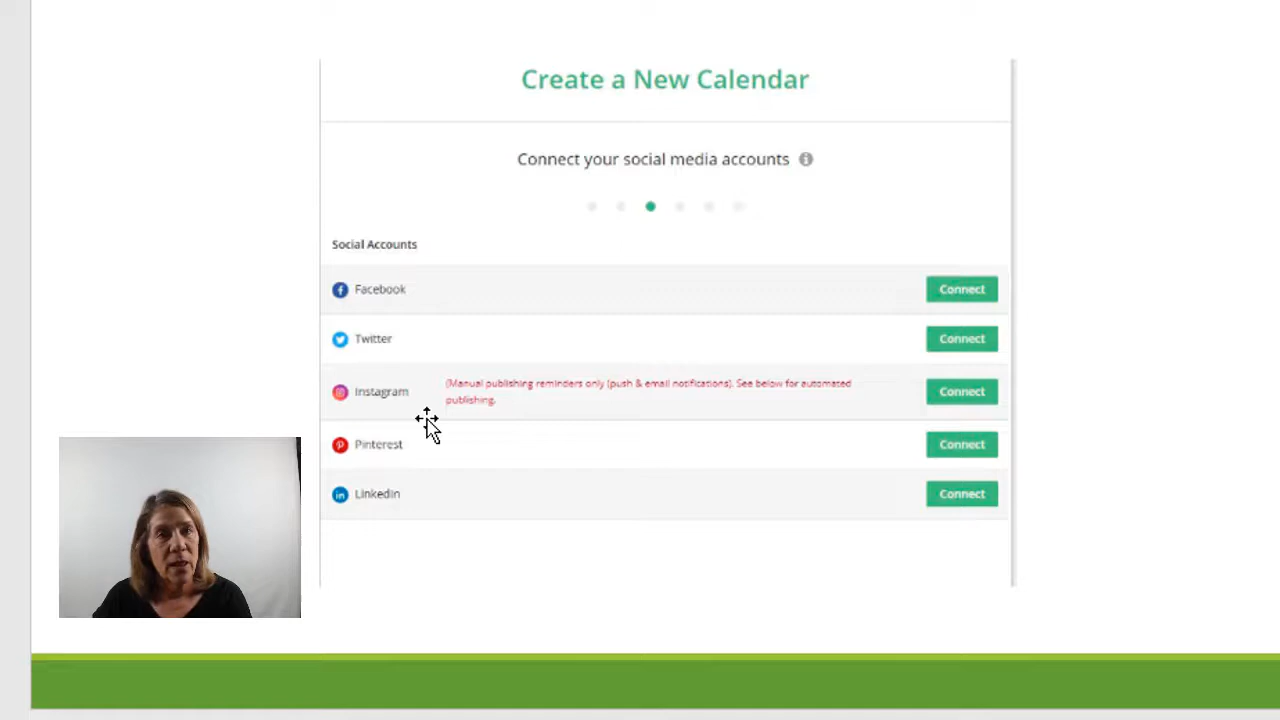 Create a New Calendar
Connect your social media accounts
Social Accounts
Facebook Connect
Twitter Connect
Instagram (Manual publishing reminders only (push & email notifications). See below for automated
publishing. Connect
Pinterest Connect
Linkedin Connect